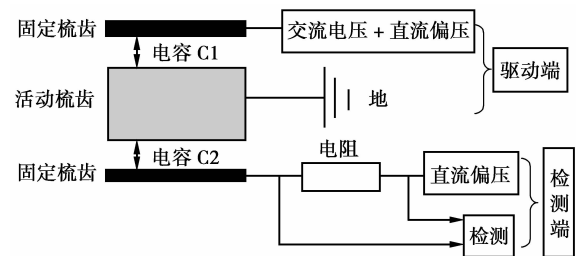 固定梳齿
电容 C1
交流电压 + 直流偏压
驱动端
活动梳齿
地
固定梳齿
电容 C2
电阻
直流偏压
检测
检测端